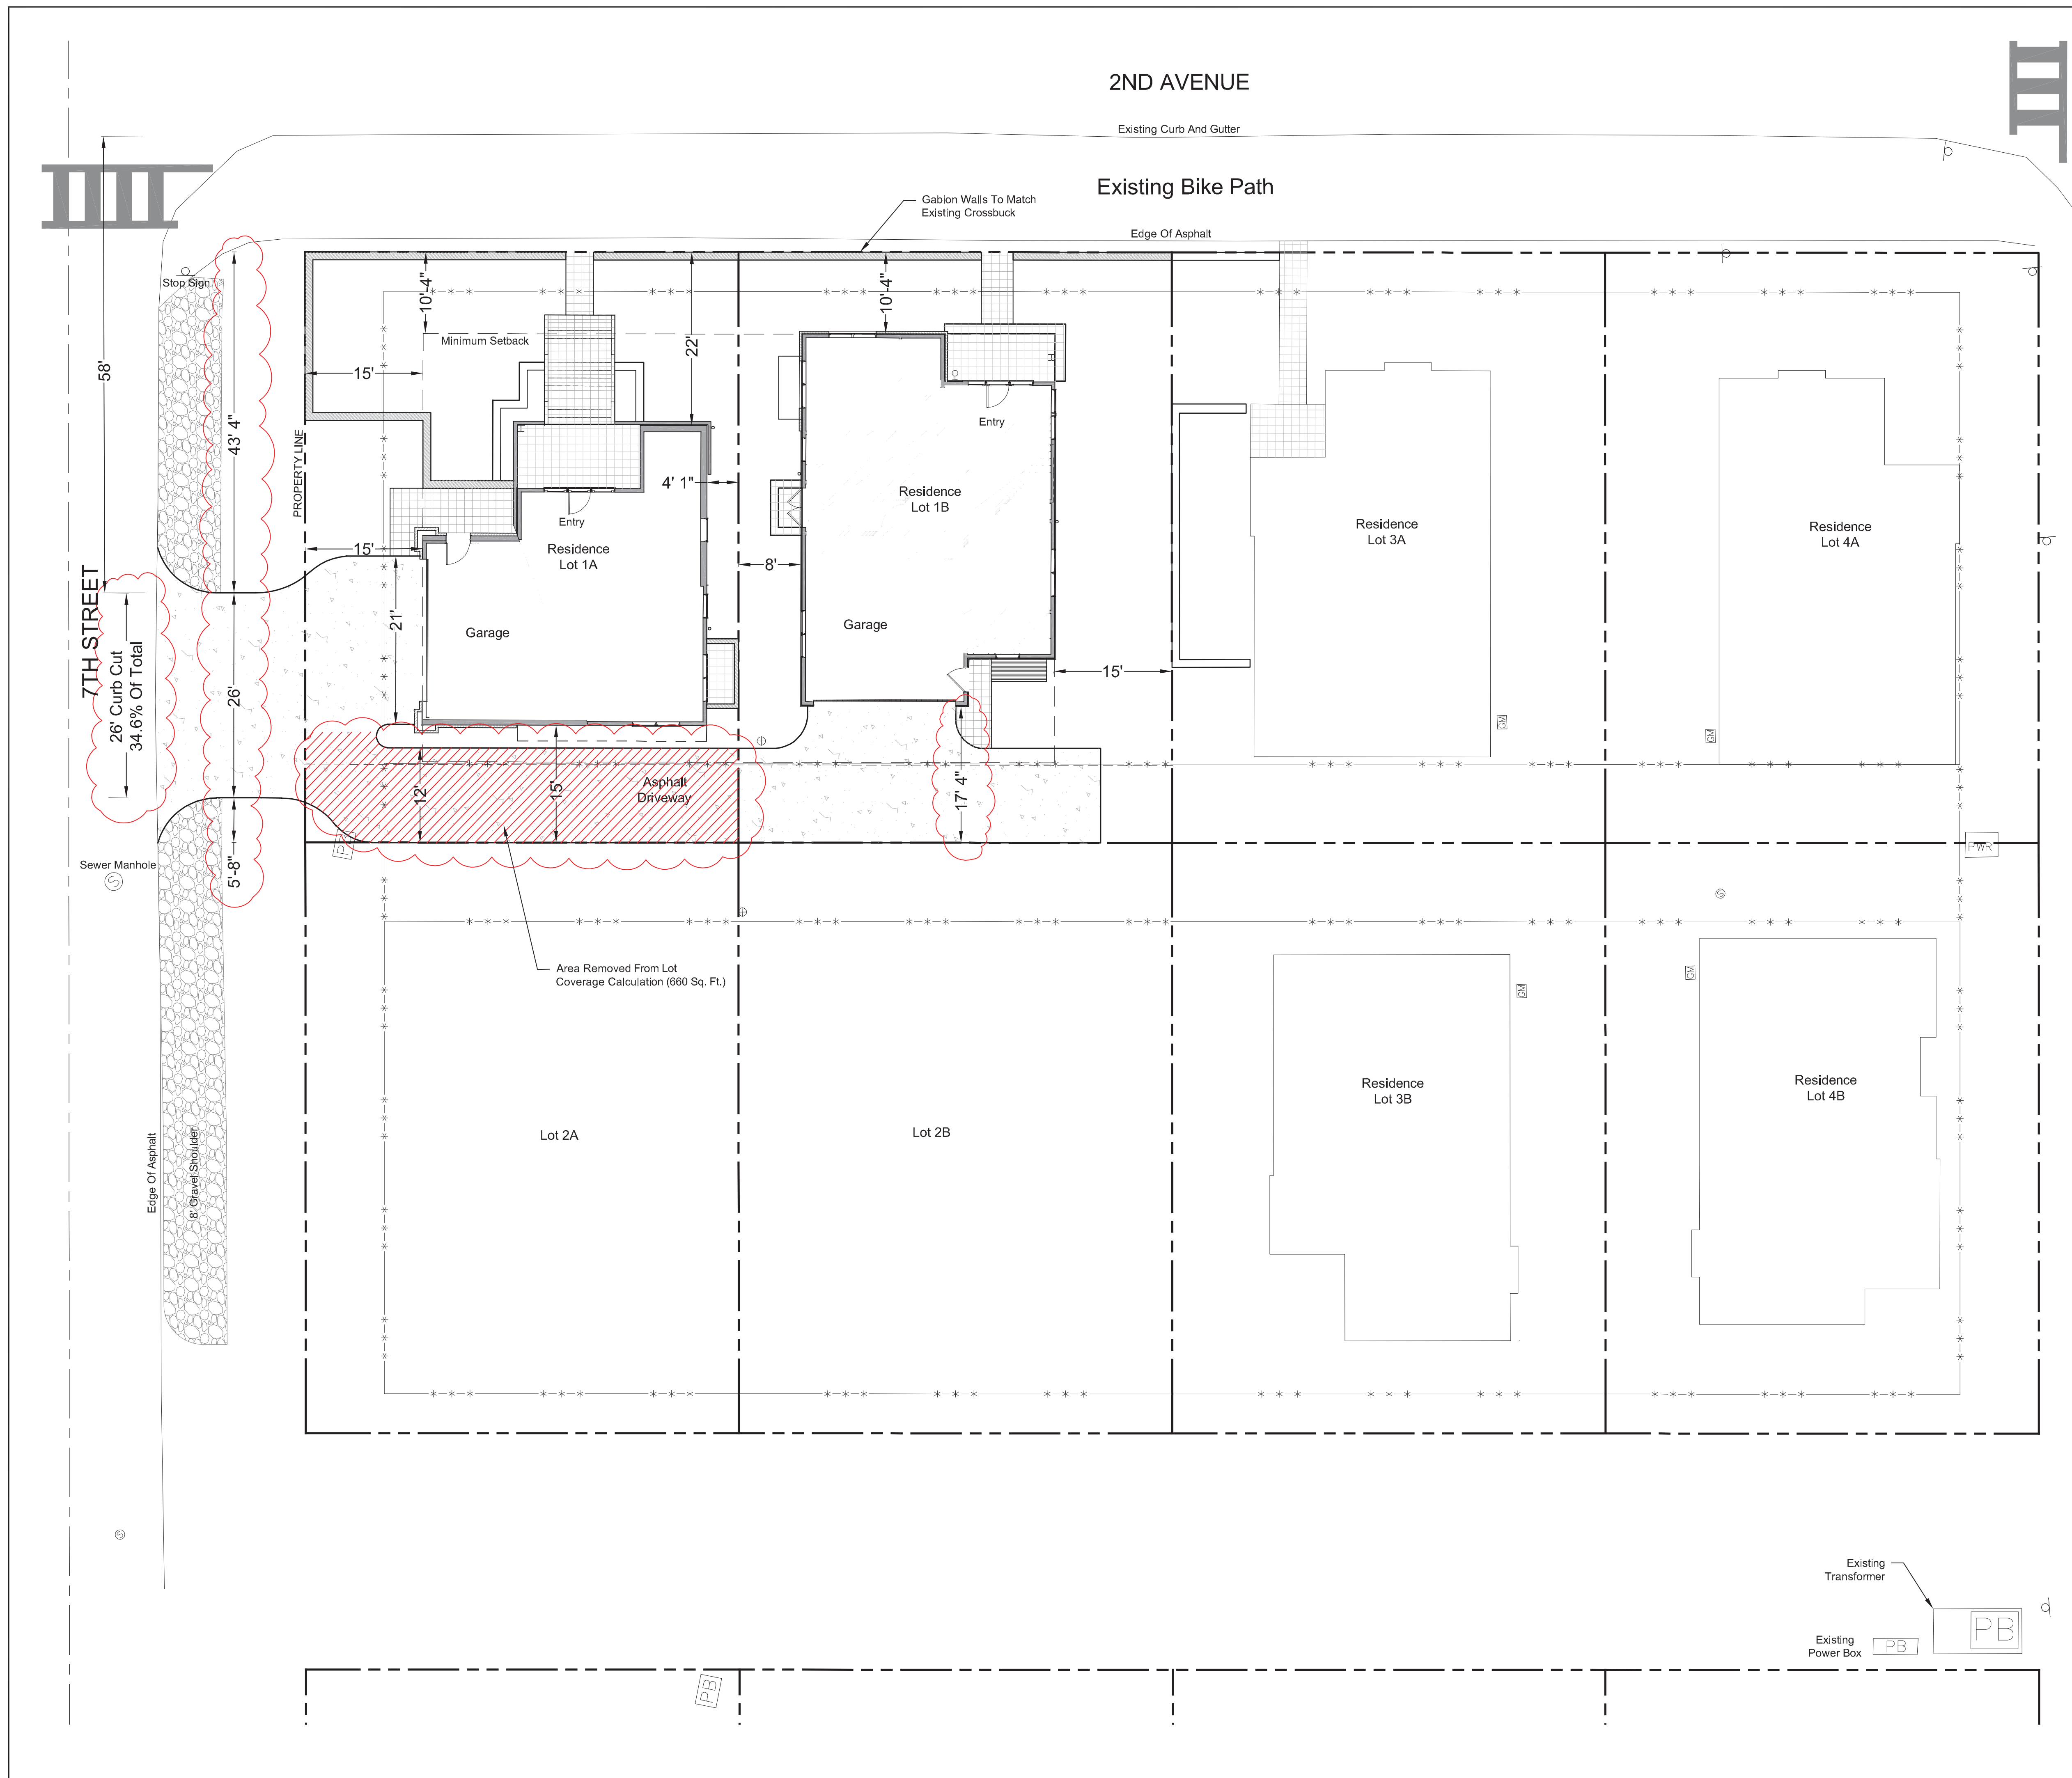 2ND AVENUE
Existing Curb And Gutter
Existing Bike Path
Gabion Walls To Match
Existing Crossbuck
Edge Of Asphalt
Stop Sign
58'
43' 4"
10'-4"
Minimum Setback
22'
10'-4"
15'
PROPERTY LINE
4' 1"
Entry
Entry
Residence
Lot 1A
Residence
Lot 1B
Residence
Lot 3A
Residence
Lot 4A
15'
8'
21'
Garage
Garage
15'
7TH STREET
26' Curb Cut
34.6% Of Total
26'
GM
GM
12'
15'
Asphalt
Driveway
17' 4"
5'-8"
Sewer Manhole
S
PWR
S
Area Removed From Lot
Coverage Calculation (660 Sq. Ft.)
GM
GM
Edge Of Asphalt
8' Gravel Shoulder
Lot 2A
Lot 2B
Residence
Lot 3B
Residence
Lot 4B
S
Existing
Transformer
PB
Existing
Power Box
PB
PB